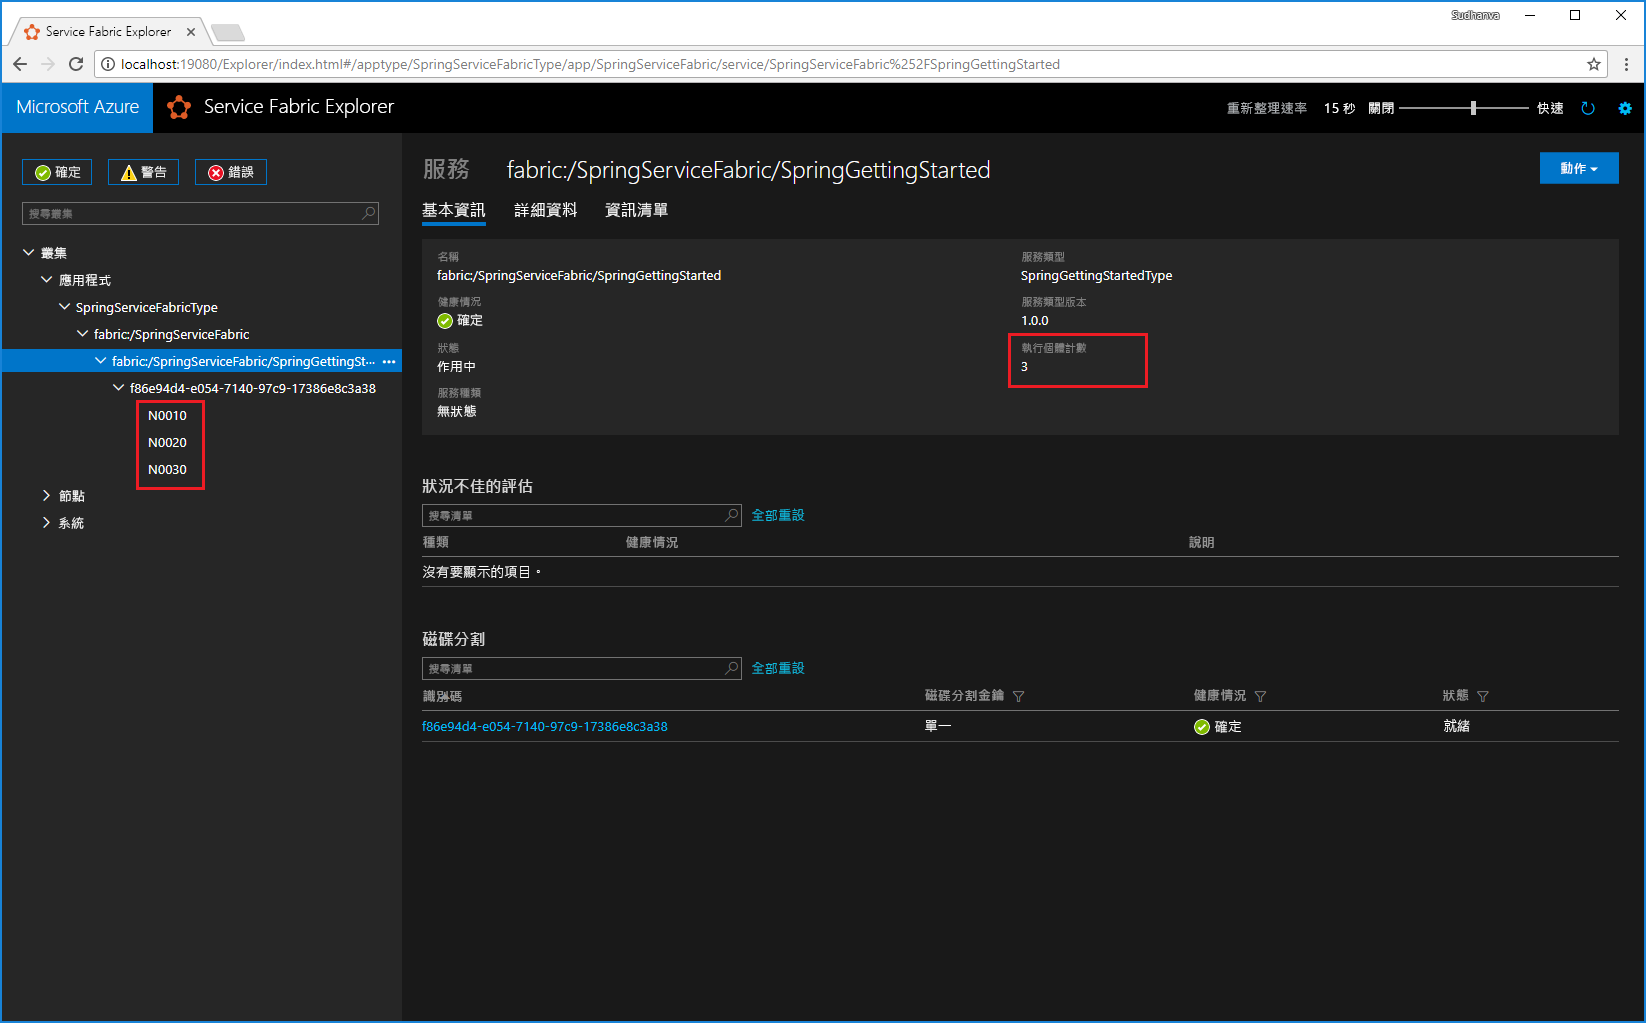 Sudhanva
Service Fabric Explorer
localhost:19080/Explorer/index.html#/apptype/SpringServiceFabricType/app/SpringServiceFabric/service/SpringServiceFabric%252FSpringGettingStarted
Microsoft Azure
Service Fabric Explorer
重新整理速率 15 秒 關閉 快速
確定 警告 錯誤
搜尋叢集
叢集
應用程式
SpringServiceFabricType
fabric:/SpringServiceFabric
fabric:/SpringServiceFabric/SpringGettingSt... •••
f86e94d4-e054-7140-97c9-17386e8c3a38
N0010
N0020
N0030
節點
系統
服務 fabric:/SpringServiceFabric/SpringGettingStarted
動作
基本資訊 詳細資料 資訊清單
名稱
fabric:/SpringServiceFabric/SpringGettingStarted
健康情況
確定
狀態
作用中
服務種類
無狀態
服務類型
SpringGettingStartedType
服務類型版本
1.0.0
執行個體計數
3
狀況不佳的評估
搜尋清單 全部重設
種類 健康情況 說明
沒有要顯示的項目。
磁碟分割
搜尋清單 全部重設
識別碼 磁碟分割金鑰 健康情況 狀態
f86e94d4-e054-7140-97c9-17386e8c3a38 單一 確定 就緒